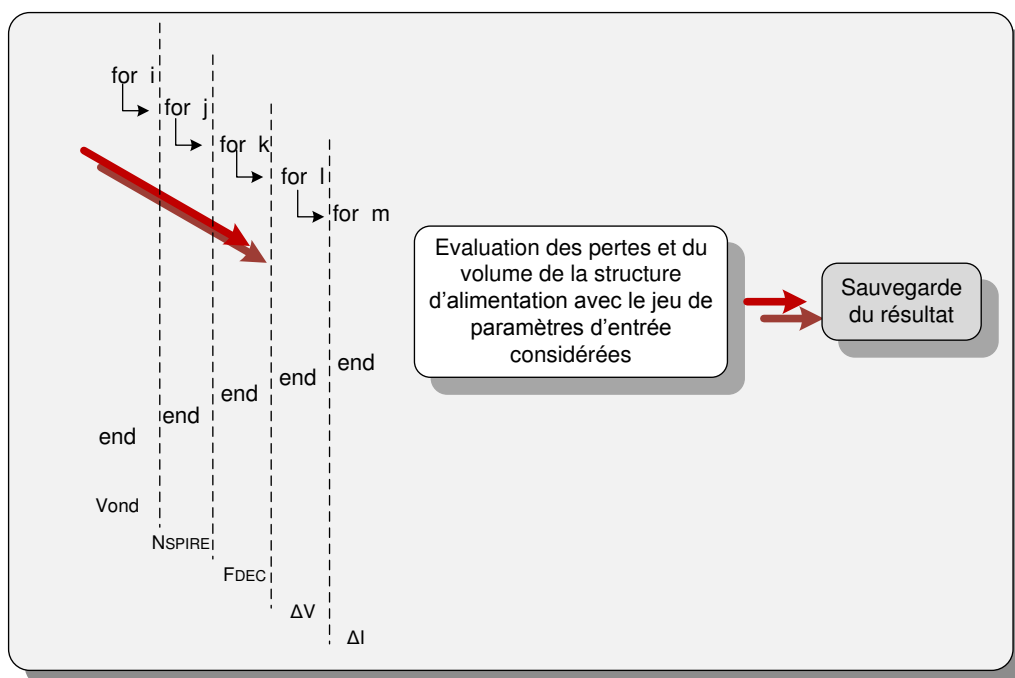 for i
for j
for k
for l
for m
Evaluation des pertes et du
volume de la structure
d'alimentation avec le jeu de
paramètres d'entrée
considérées
Sauvegarde
du résultat
end
end
end
end
end
Vond
NSPIRE
FDEC
ΔV
ΔI